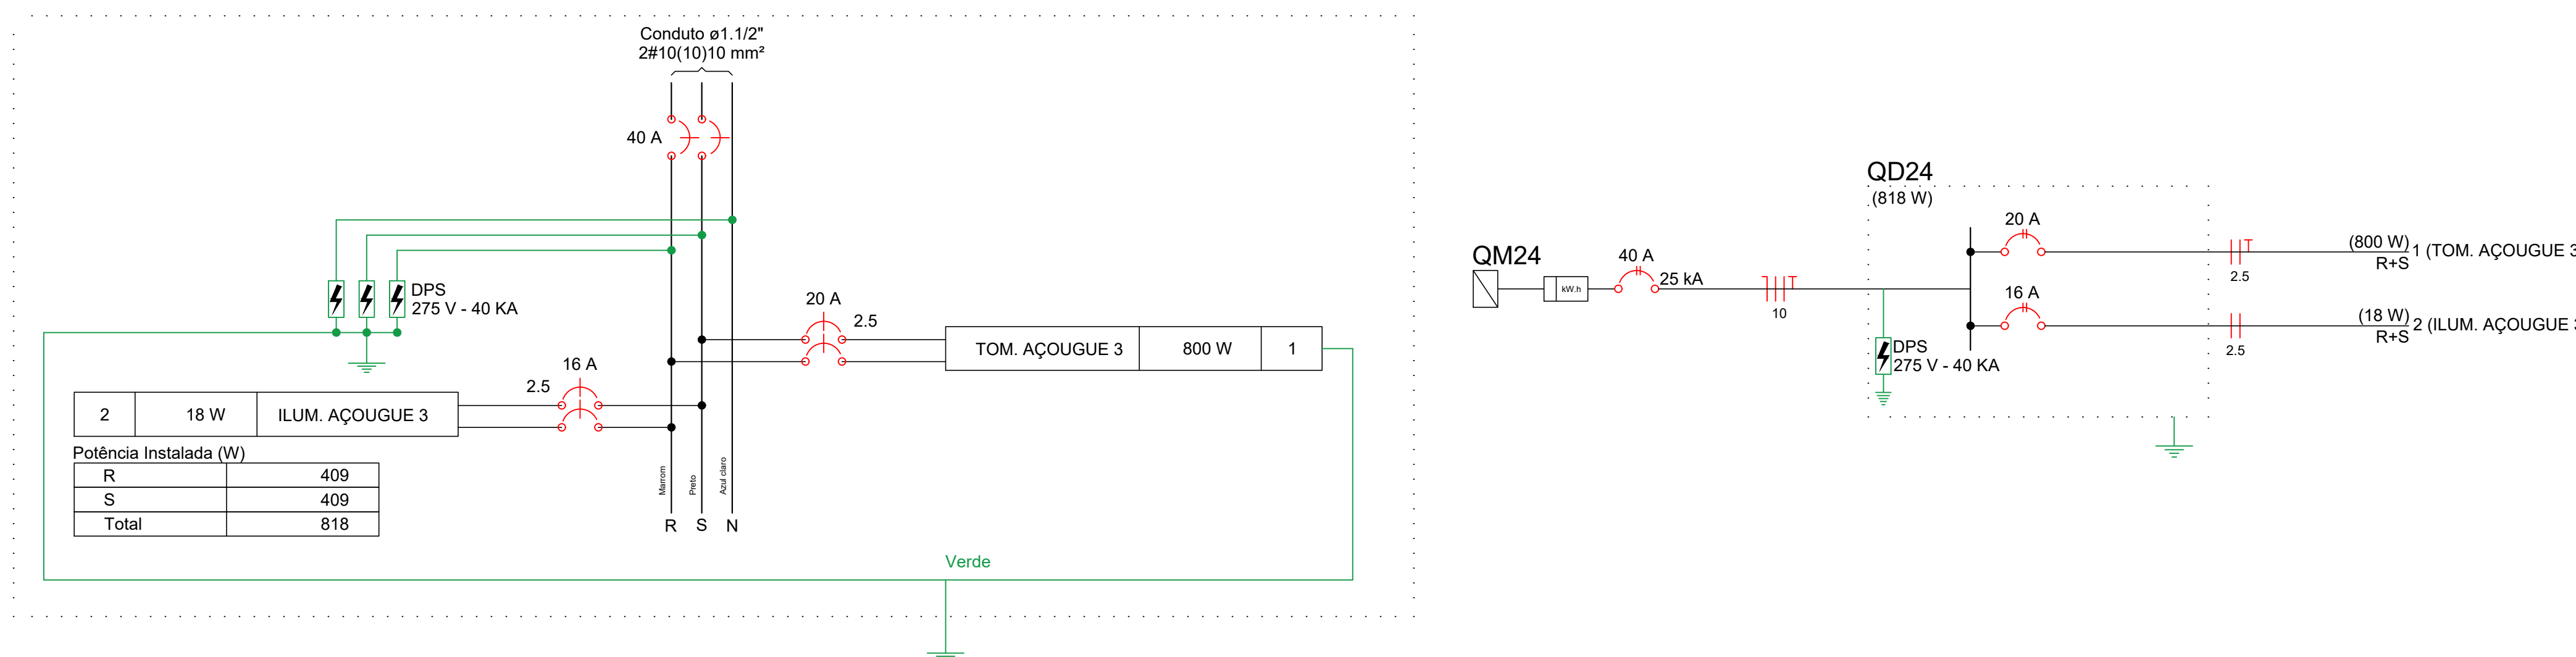 Conduto ø1.1/2"
2#10(10)10 mm²
40 A
DPS
275 V - 40 KA
20 A
2.5
TOM. AÇOUGUE 3 800 W 1
16 A
2.5
2 18 W ILUM. AÇOUGUE 3
Potência Instalada (W)
R 409
S 409
Total 818
Marrom
Preto
Azul claro
R S N
Verde
QM24
kW.h
40 A
25 kA
10
QD24
(818 W)
DPS
275 V - 40 KA
20 A
2.5
(800 W)
R+S
1 (TOM. AÇOUGUE 3
16 A
2.5
(18 W)
R+S
2 (ILUM. AÇOUGUE